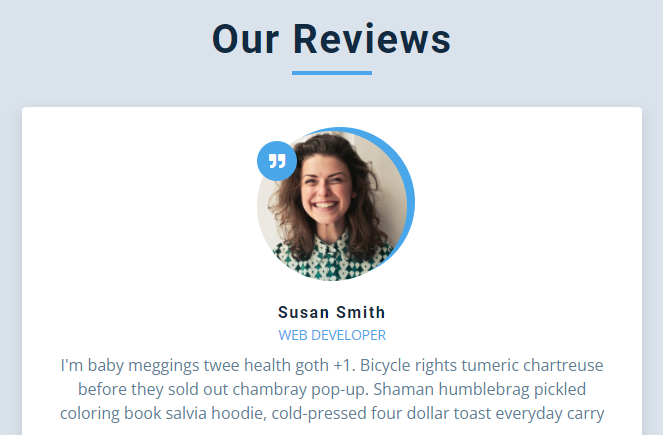 Our Reviews
Susan Smith
WEB DEVELOPER
I'm baby meggings twee health goth +1. Bicycle rights tumeric chartreuse
before they sold out chambray pop-up. Shaman humblebrag pickled
coloring book salvia hoodie, cold-pressed four dollar toast everyday carry